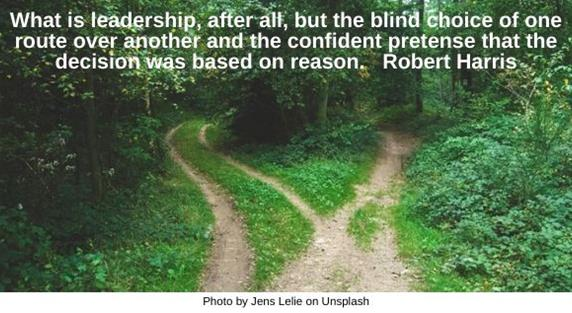 What is leadership, after all, but the blind choice of one
route over another and the confident pretense that the
decision was based on reason.   Robert Harris
Photo by Jens Lelie on Unsplash